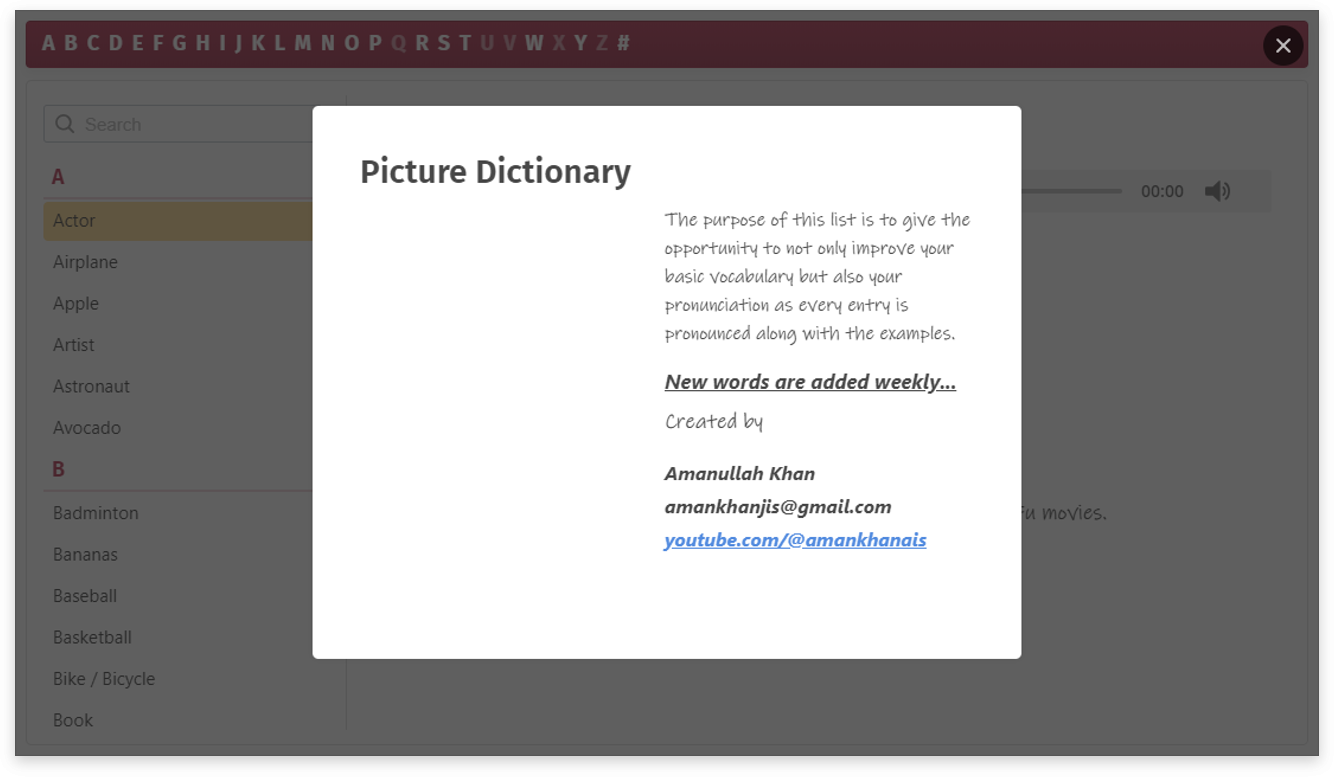 A B C D E F G H I J K L M N O P Q R S T U V W X Y Z #
Search
A
Actor
Airplane
Apple
Artist
Astronaut
Avocado
B
Badminton
Bananas
Baseball
Basketball
Bike / Bicycle
Book
00:00
Picture Dictionary
The purpose of this list is to give the
opportunity to not only improve your
basic vocabulary but also your
pronunciation as every entry is
pronounced along with the examples.
New words are added weekly...
Created by
Amanullah Khan
amankhanjis@gmail.com
youtube.com/@amankhanais
movies.